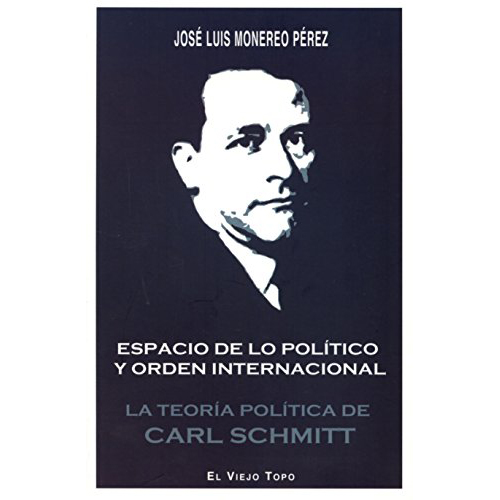 JOSÉ LUIS MONEREO PÉREZ
ESPACIO DE LO POLÍTICO
Y ORDEN INTERNACIONAL
LA TEORÍA POLÍTICA DE
CARL SCHMITT
EL VIEJO TOPO